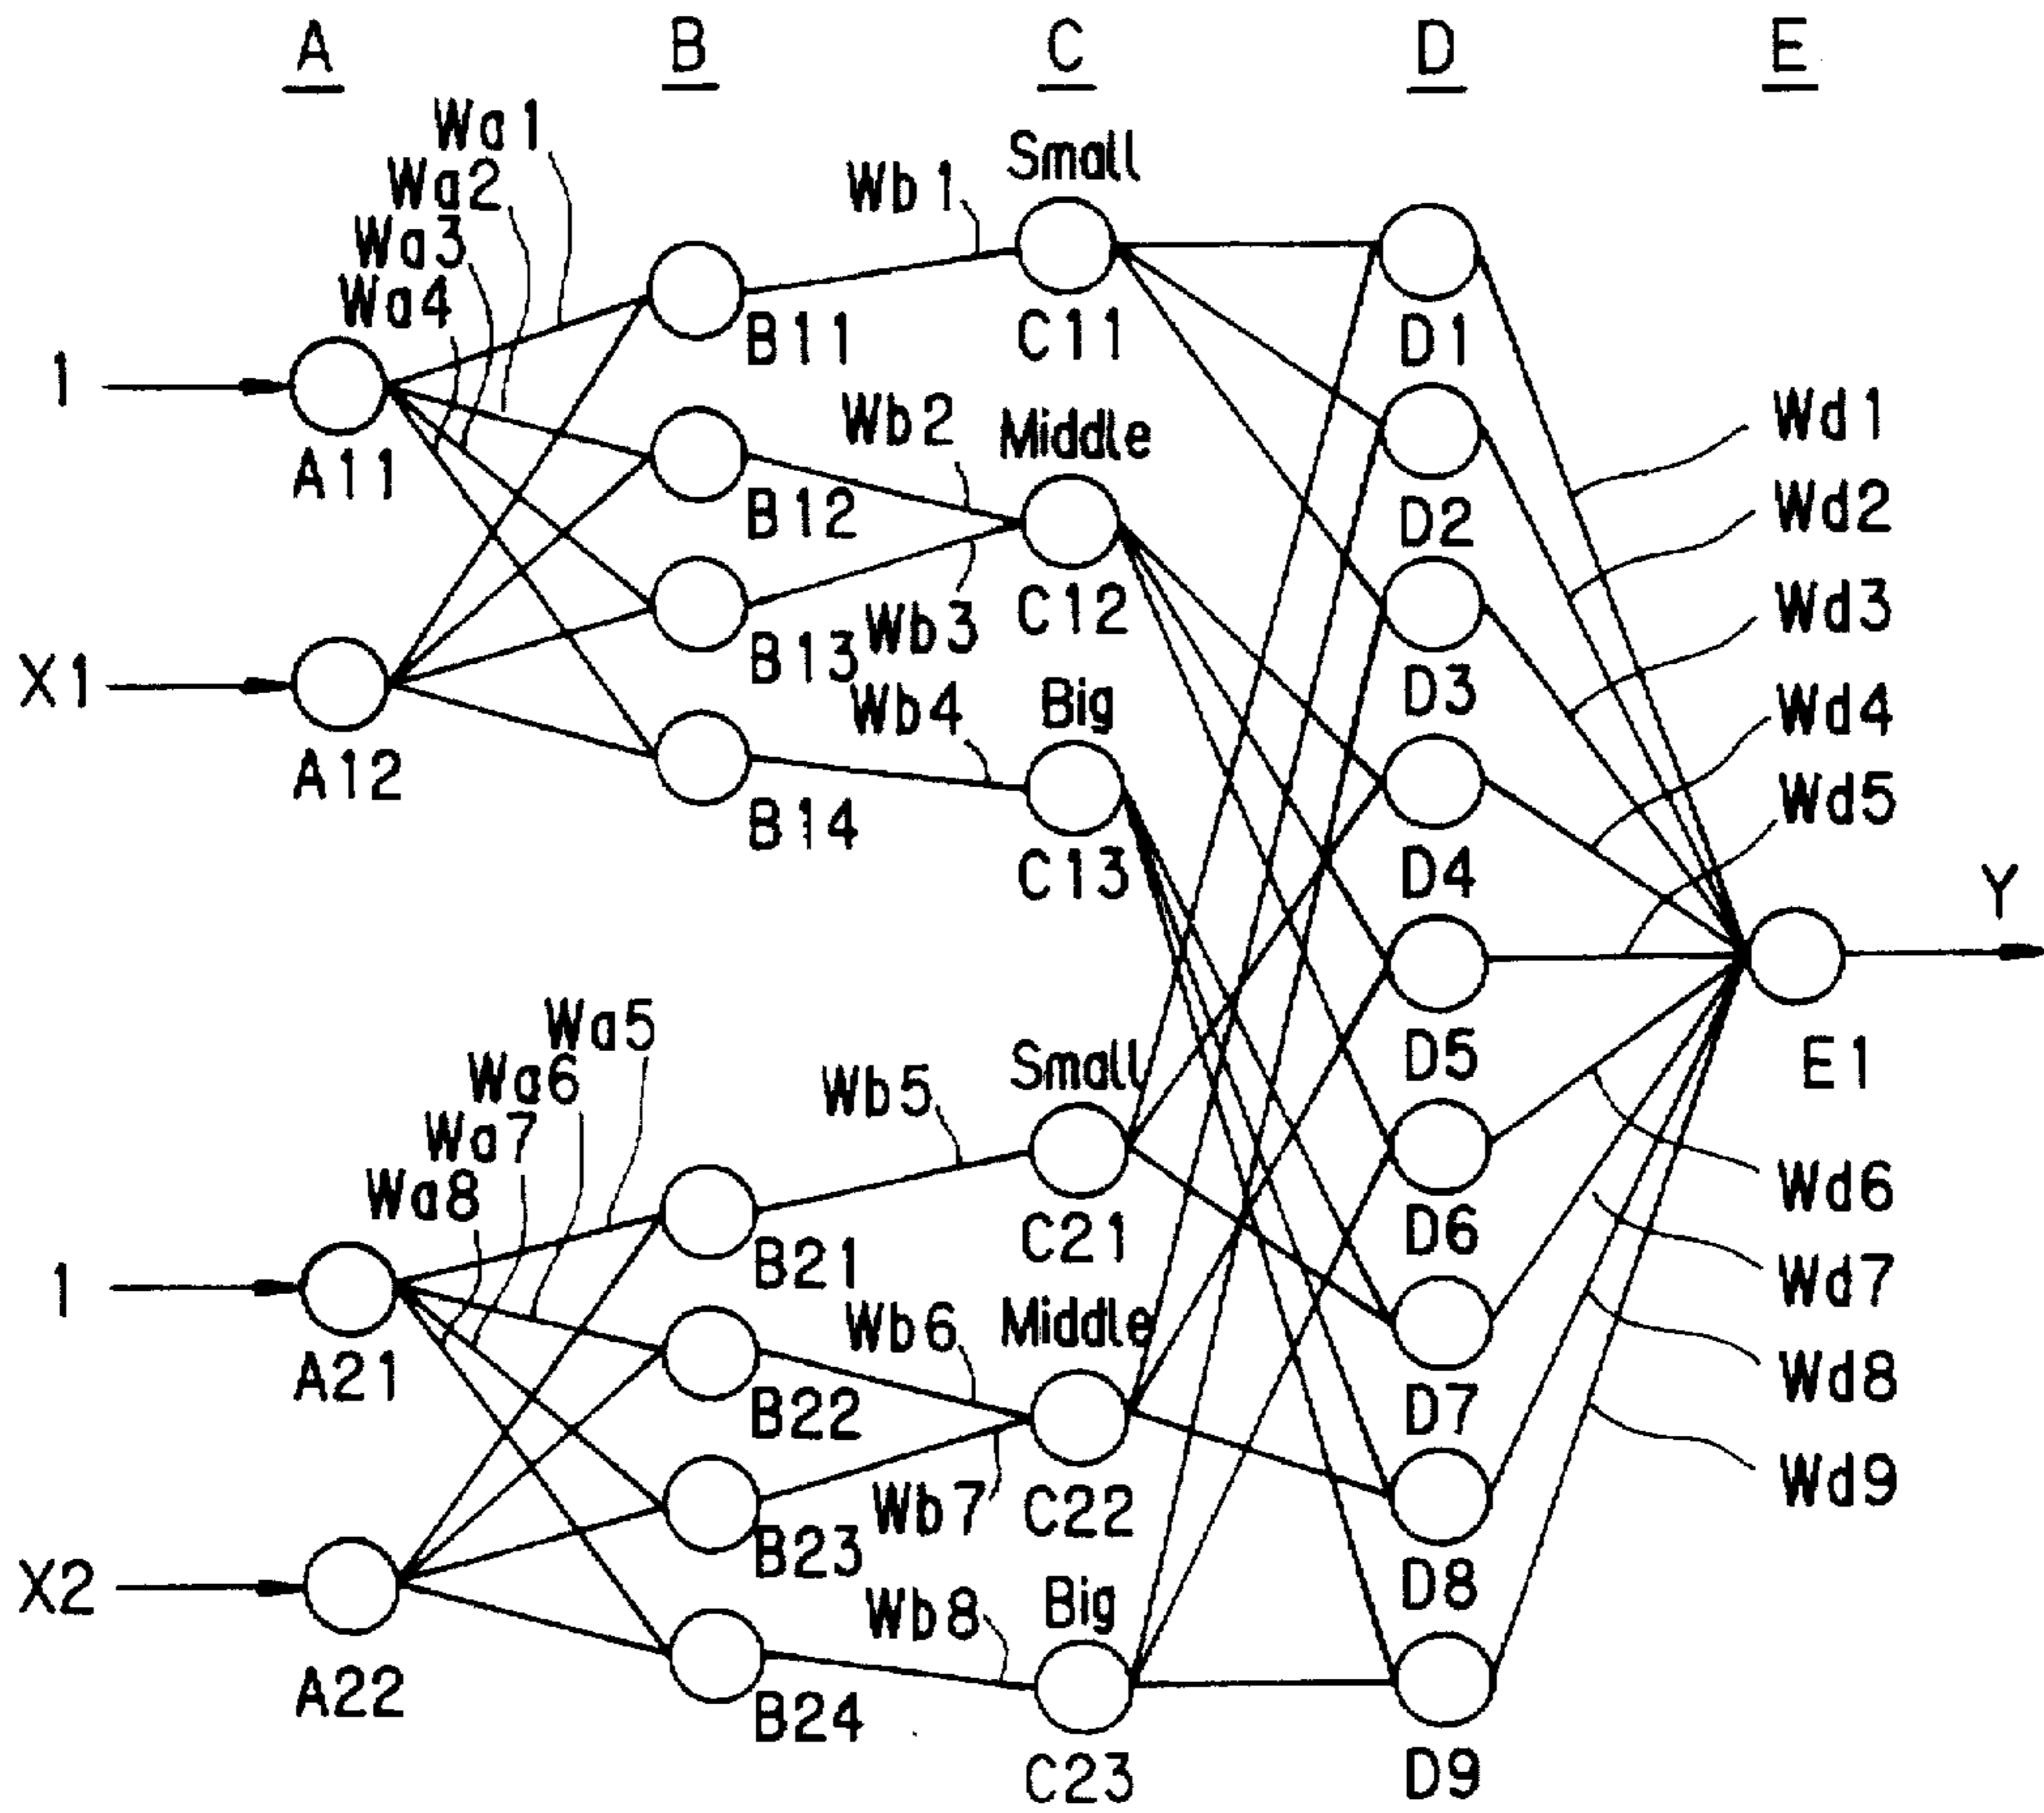 A B C D E
Wa1
Wa2
Wa3
Wa4
Wb1
Small
1
A11
B11
C11
D1
Wb2
Middle
Wd1
B12
D2
Wd2
X1
A12
B13
Wb3
C12
Wd3
D3
Wb4
Big
Wd4
B14
C13
D4
Wd5
Y
Wa5
Wa6
Wa7
Wa8
Wb5
Small
D5
E1
1
A21
B21
C21
D6
Wd6
Wb6
Middle
Wd7
B22
D7
Wd8
X2
A22
B23
Wb7
C22
Wd9
Wb8
Big
D8
B24
C23
D9